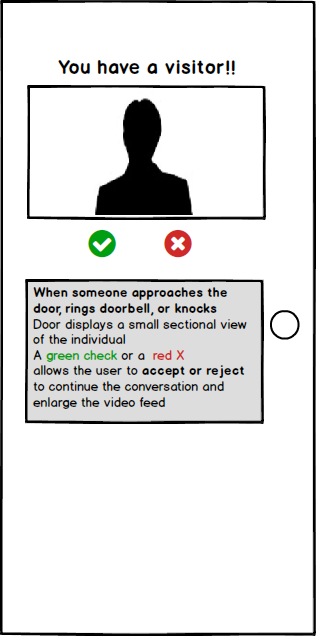 You have a visitor!!
When someone approaches the
door, rings doorbell, or knocks
Door displays a small sectional view
of the individual
A green check or a red X
allows the user to accept or reject
to continue the conversation and
enlarge the video feed